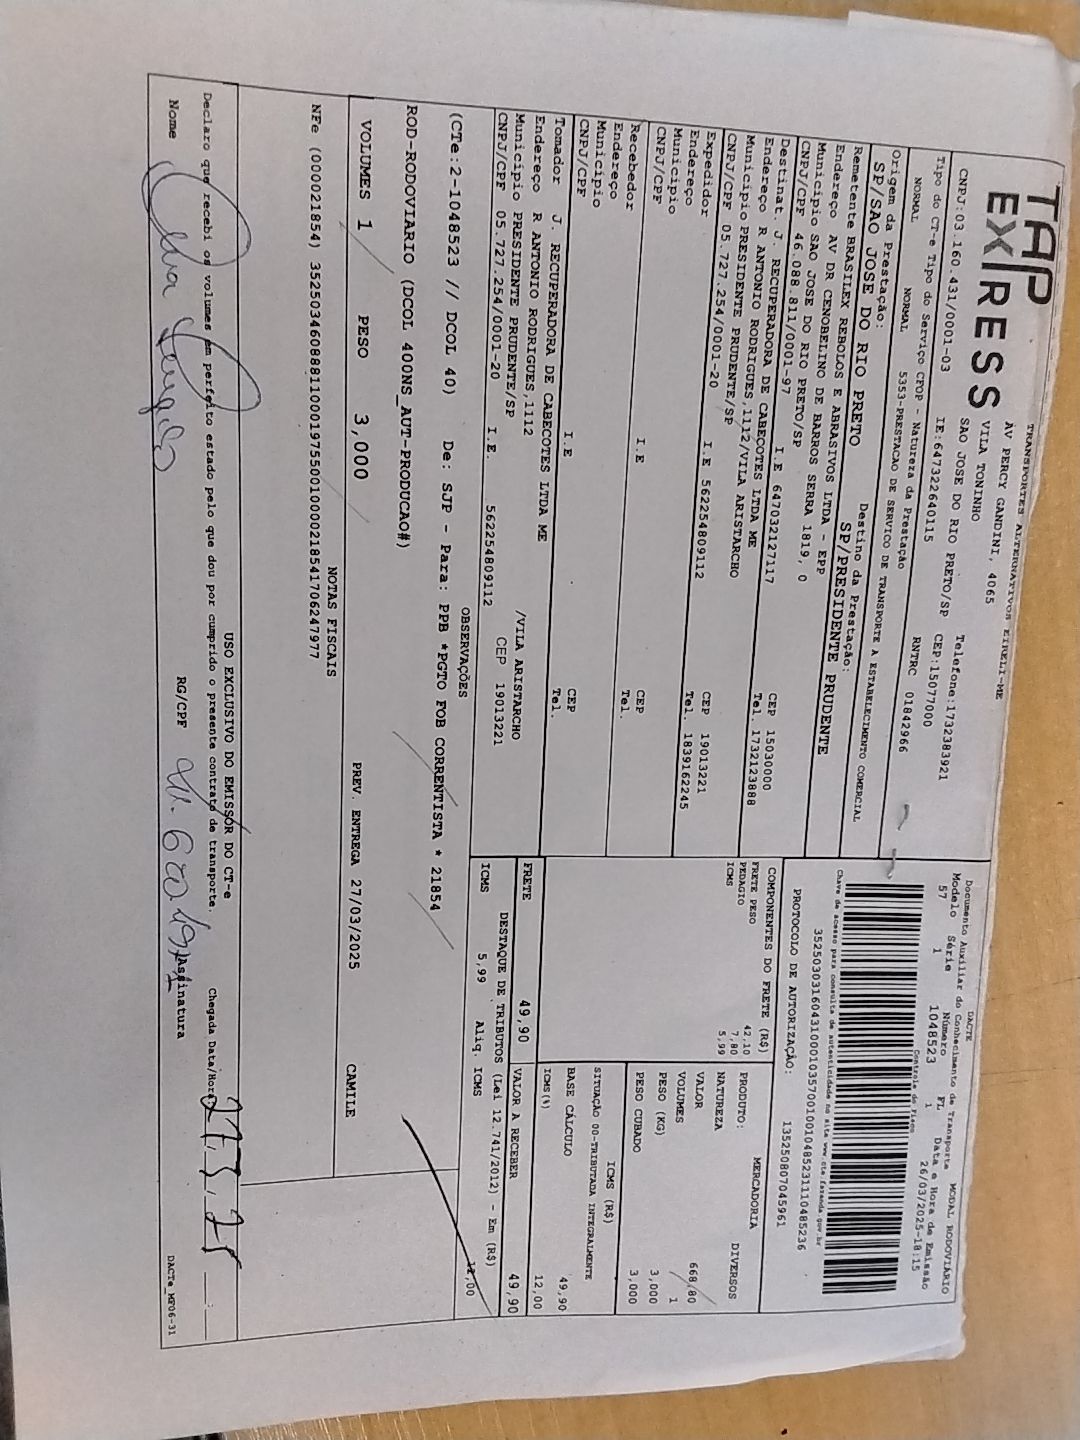 TAP
EXPRESS
TRANSPORTES ALTERNATIVOS EIRELI-ME
AV PERCY GANDINI, 4065
VILA TONINHO
SAO JOSE DO RIO PRETO/SP
CEP:15077000
Telefone:1732383921
CNPJ:03.160.431/0001-03 IE:647322640115 RNTRC 01842966
Tipo do CT-e Tipo do Serviço CFOP - Natureza da Prestação
NORMAL NORMAL 5353-PRESTACAO DE SERVICO DE TRANSPORTE A ESTABELECIMENTO COMERCIAL
Origem da Prestação: Destino da Prestação:
SP/SAO JOSE DO RIO PRETO SP/PRESIDENTE PRUDENTE
DACTE
Documento Auxiliar do Conhecimento de Transporte MODAL RODOVIÁRIO
Modelo Série Número FL Data e Hora de Emissão
57 1 1048523 1 26/03/2025-18:15
Controle do Fisco
Chave de acesso para consulta de autenticidade no site www.cte.fazenda.gov.br
35250303160431000103570010010485231110485236
PROTOCOLO DE AUTORIZAÇÃO: 135250807045961
Remetente BRASILEX REBOLOS E ABRASIVOS LTDA - EPP
Endereço AV DR CENOBELINO DE BARROS SERRA 1819, 0
Município SAO JOSE DO RIO PRETO/SP CEP 15030000
CNPJ/CPF 46.088.811/0001-97 I.E 647032127117 Tel. 1732123888
Destinat. J. RECUPERADORA DE CABEÇOTES LTDA ME
Endereço R ANTONIO RODRIGUES,1112/VILA ARISTARCHO
Município PRESIDENTE PRUDENTE/SP CEP 19013221
CNPJ/CPF 05.727.254/0001-20 I.E 562254809112 Tel. 1839162245
Expedidor
Endereço
Município CEP
CNPJ/CPF I.E Tel.
Recebedor
Endereço
Município CEP
CNPJ/CPF I.E Tel.
Tomador J. RECUPERADORA DE CABECOTES LTDA ME
Endereço R ANTONIO RODRIGUES,1112 /VILA ARISTARCHO
Município PRESIDENTE PRUDENTE/SP CEP 19013221
CNPJ/CPF 05.727.254/0001-20 I.E. 562254809112
COMPONENTES DO FRETE (R$)
FRETE PESO 42,10
PEDAGIO 7,80
ICMS 5,99
PRODUTO: MERCADORIA
NATUREZA DIVERSOS
VALOR 668,80
VOLUMES 1
PESO (KG) 3,000
PESO CUBADO 3,000
ICMS (R$)
SITUAÇÃO 00-TRIBUTADA INTEGRALMENTE
BASE CÁLCULO 49,90
ICMS(%) 12,00
FRETE 49,90 VALOR A RECEBER 49,90
DESTAQUE DE TRIBUTOS (Lei 12.741/2012) - Em (R$)
ICMS 5,99 Aliq. ICMS
OBSERVAÇÕES
(CTe:2-1048523 // DCOL 40) De: SJP - Para: PPB *PGTO FOB CORRENTISTA * 21854
ROD-RODOVIARIO (DCOL 400NS_AUT-PRODUCAO#)
VOLUMES 1 PESO 3,000 PREV. ENTREGA 27/03/2025 CAMILE
NOTAS FISCAIS
NFe (000021854) 35250346088811000197550010000218541706247977
USO EXCLUSIVO DO EMISSOR DO CT-e
Declaro que recebi os volumes em perfeito estado pelo que dou por cumprido o presente contrato de transporte. Chegada Data/Hora 27/3/25
Nome RG/CPF Assinatura
DACTe_MP06-31